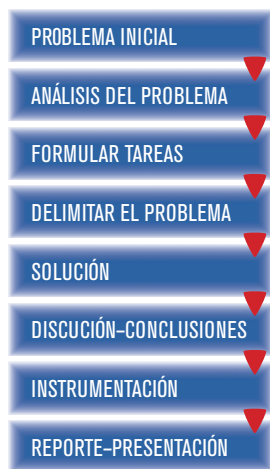 PROBLEMA INICIAL
ANÁLISIS DEL PROBLEMA
FORMULAR TAREAS
DELIMITAR EL PROBLEMA
SOLUCIÓN
DISCUCIÓN–CONCLUSIONES
INSTRUMENTACIÓN
REPORTE–PRESENTACIÓN